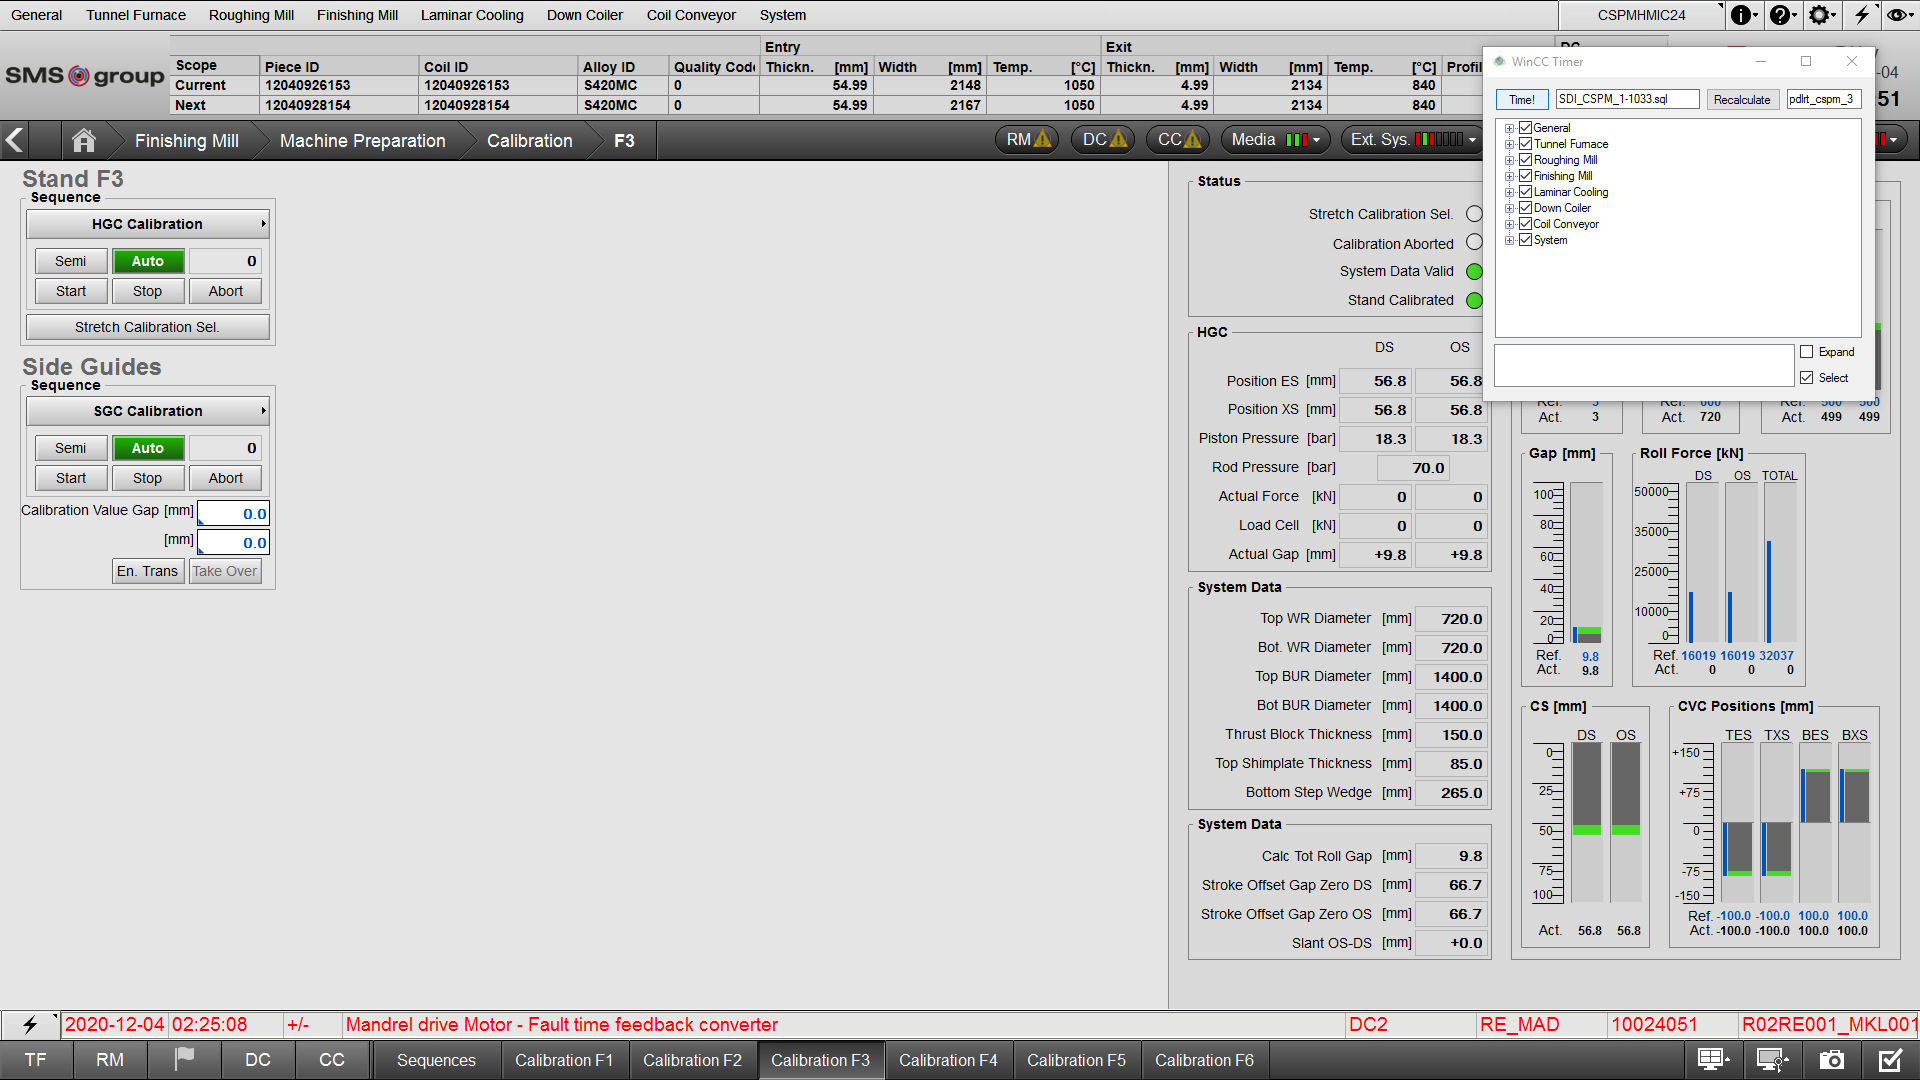 General Tunnel Furnace Roughing Mill Finishing Mill Laminar Cooling Down Coiler Coil Conveyor System CSPMHMIC24
Entry Exit
Scope Piece ID Coil ID Alloy ID Quality Code Thickn. [mm] Width [mm] Temp. [°C] Thickn. [mm] Width [mm] Temp. [°C] Profil
Current 12040926153 12040926153 S420MC 0 54.99 2148 1050 4.99 2134 840
Next 12040928154 12040928154 S420MC 0 54.99 2167 1050 4.99 2134 840
SMS group
-04
51
WinCC Timer
Time! SDI_CSPM_1-1033.sql Recalculate pdlrt_cspm_3
General
Tunnel Furnace
Roughing Mill
Finishing Mill
Laminar Cooling
Down Coiler
Coil Conveyor
System
Expand
Select
Finishing Mill Machine Preparation Calibration F3 RM DC CC Media Ext. Sys.
Stand F3
Sequence
HGC Calibration
Semi Auto 0
Start Stop Abort
Stretch Calibration Sel.
Side Guides
Sequence
SGC Calibration
Semi Auto 0
Start Stop Abort
Calibration Value Gap [mm] 0.0
[mm] 0.0
En. Trans Take Over
Status
Stretch Calibration Sel.
Calibration Aborted
System Data Valid
Stand Calibrated
HGC
DS OS
Position ES [mm] 56.8 56.8
Position XS [mm] 56.8 56.8
Piston Pressure [bar] 18.3 18.3
Rod Pressure [bar] 70.0
Actual Force [kN] 0 0
Load Cell [kN] 0 0
Actual Gap [mm] +9.8 +9.8
System Data
Top WR Diameter [mm] 720.0
Bot. WR Diameter [mm] 720.0
Top BUR Diameter [mm] 1400.0
Bot BUR Diameter [mm] 1400.0
Thrust Block Thickness [mm] 150.0
Top Shimplate Thickness [mm] 85.0
Bottom Step Wedge [mm] 265.0
System Data
Calc Tot Roll Gap [mm] 9.8
Stroke Offset Gap Zero DS [mm] 66.7
Stroke Offset Gap Zero OS [mm] 66.7
Slant OS-DS [mm] +0.0
Act. 3 Act. 720 Act. 499 499
Gap [mm]
100
80
60
40
20
0
Ref. 9.8
Act. 9.8
Roll Force [kN]
DS OS TOTAL
50000
35000
25000
10000
0
Ref. 16019 16019 32037
Act. 0 0 0
CS [mm]
DS OS
0
25
50
75
100
Act. 56.8 56.8
CVC Positions [mm]
TES TXS BES BXS
+150
+75
0
-75
-150
Ref. -100.0 -100.0 100.0 100.0
Act. -100.0 -100.0 100.0 100.0
2020-12-04 02:25:08 +/- Mandrel drive Motor - Fault time feedback converter DC2 RE_MAD 10024051 R02RE001_MKL001
TF RM DC CC Sequences Calibration F1 Calibration F2 Calibration F3 Calibration F4 Calibration F5 Calibration F6